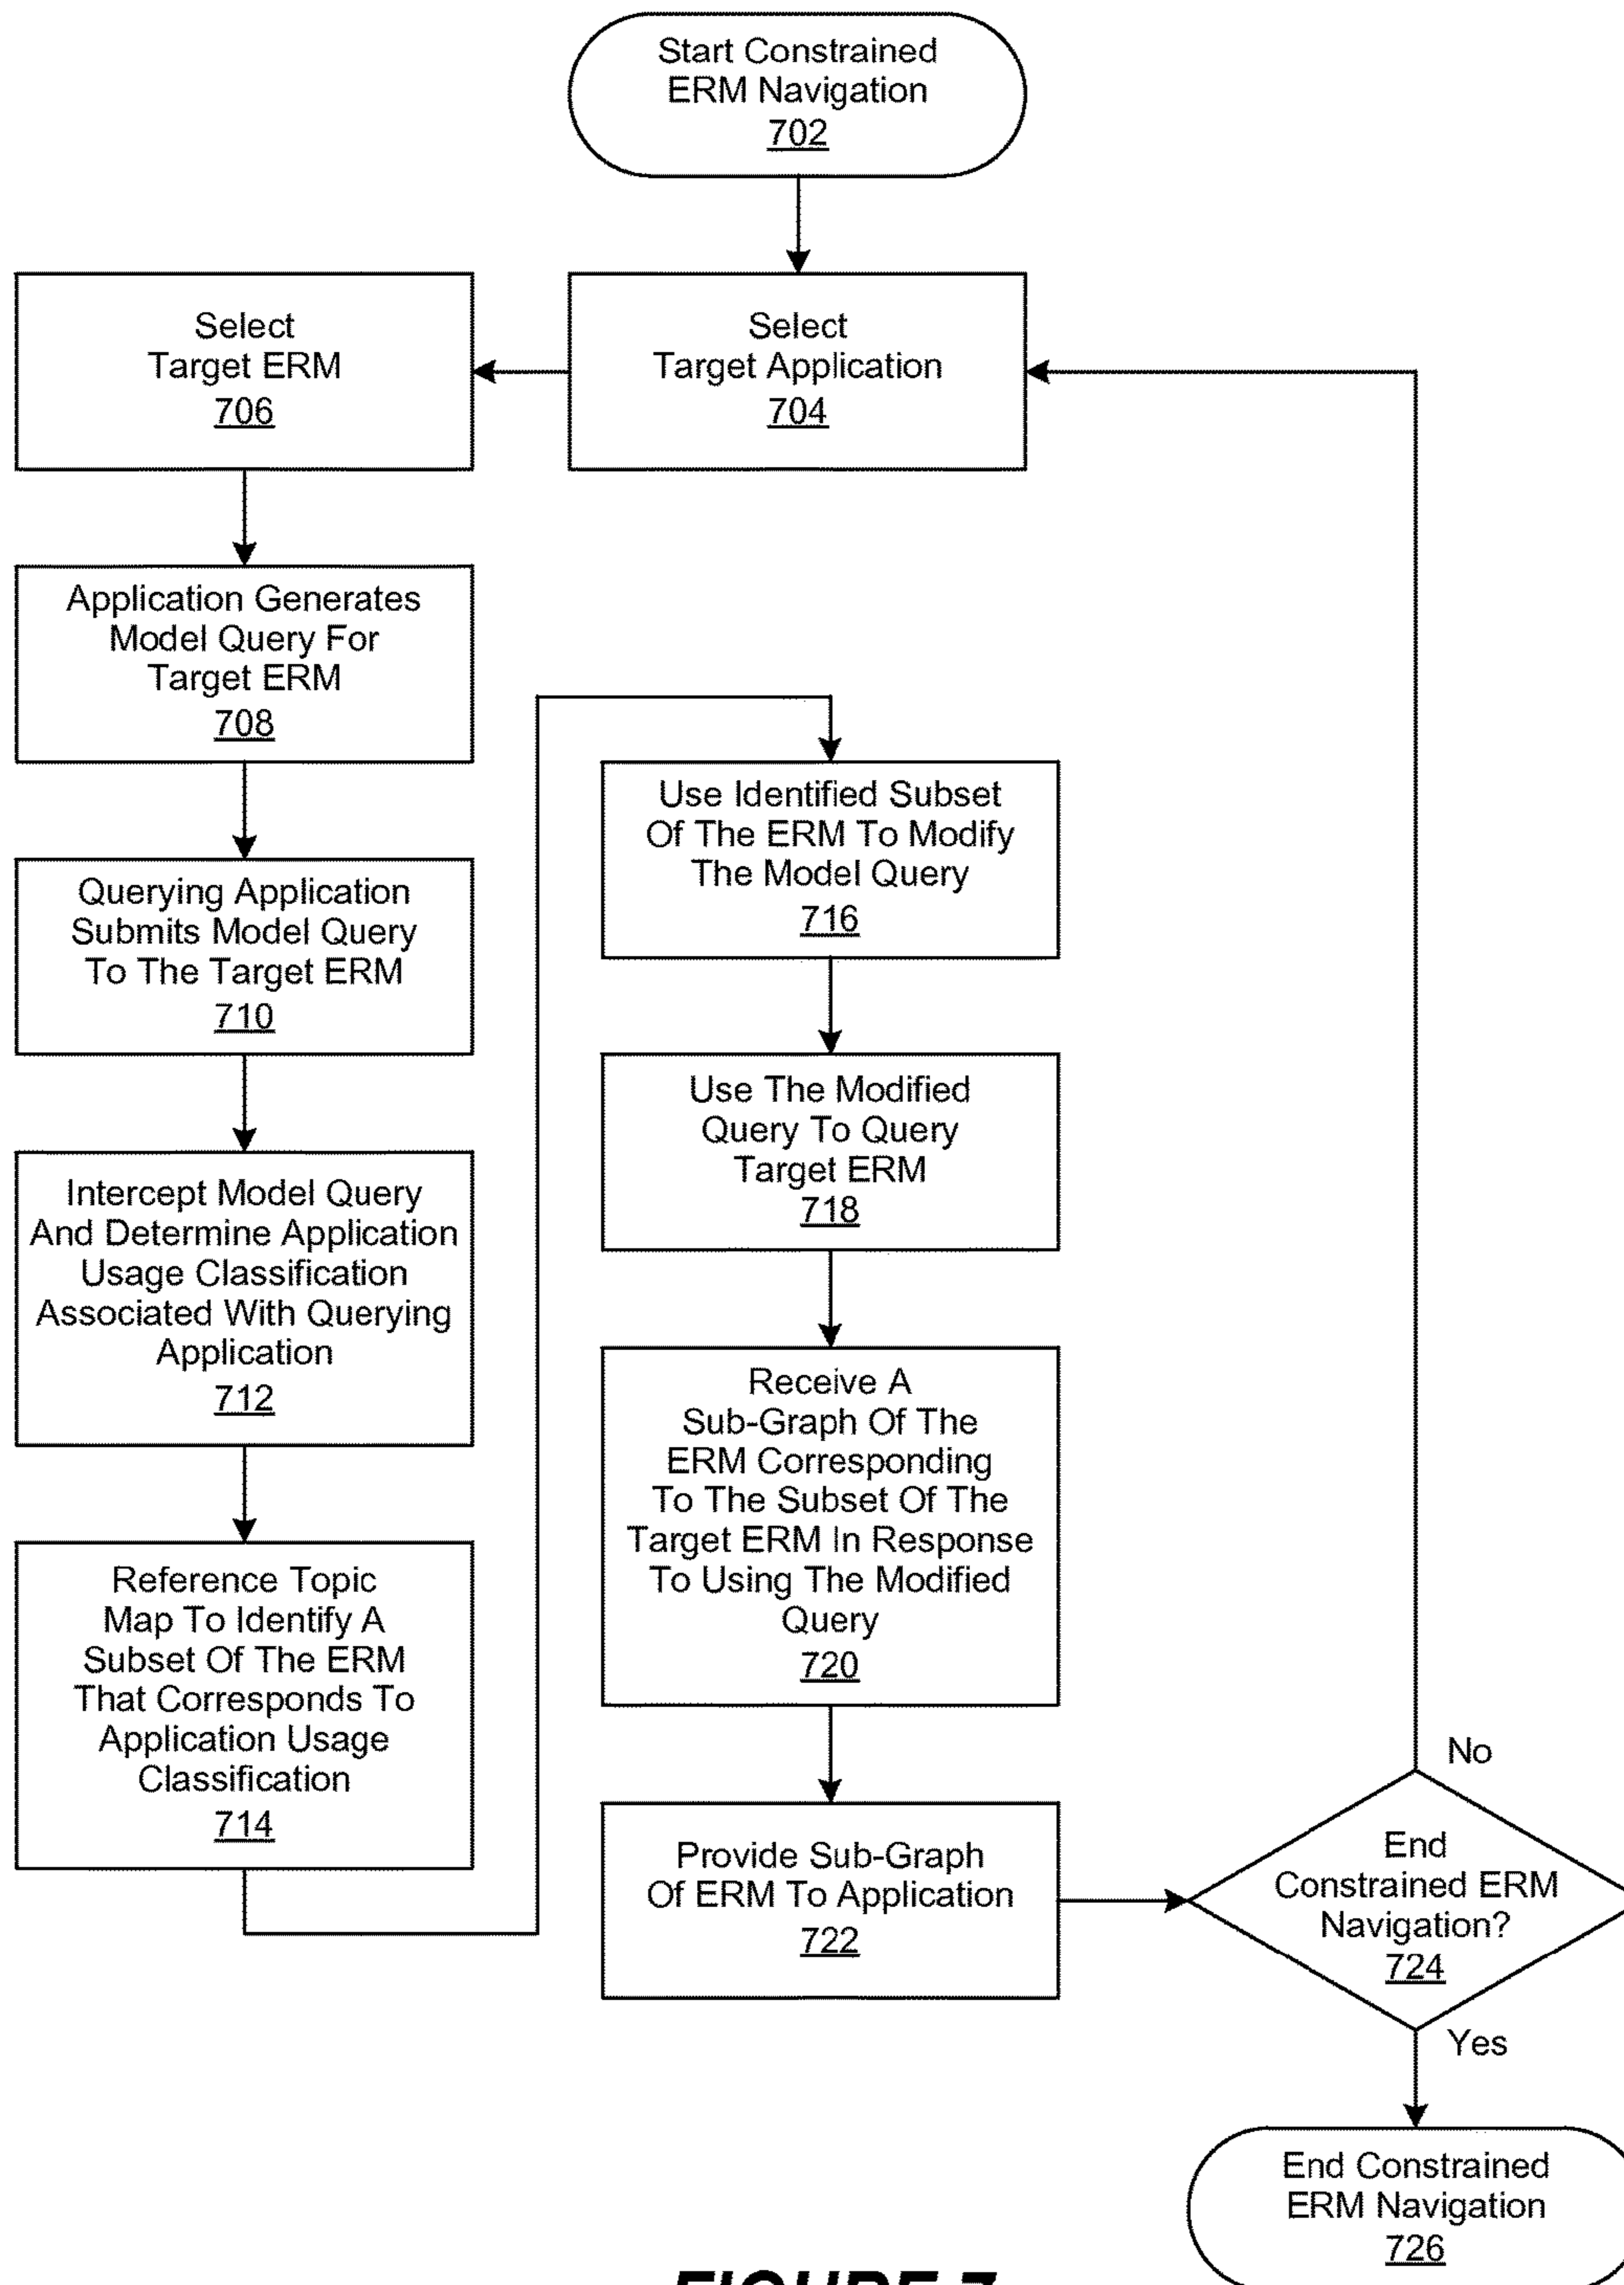 Start Constrained
ERM Navigation
702
Select
Target Application
704
Select
Target ERM
706
Application Generates
Model Query For
Target ERM
708
Querying Application
Submits Model Query
To The Target ERM
710
Intercept Model Query
And Determine Application
Usage Classification
Associated With Querying
Application
712
Reference Topic
Map To Identify A
Subset Of The ERM
That Corresponds To
Application Usage
Classification
714
Use Identified Subset
Of The ERM To Modify
The Model Query
716
Use The Modified
Query To Query
Target ERM
718
Receive A
Sub-Graph Of The
ERM Corresponding
To The Subset Of The
Target ERM In Response
To Using The Modified
Query
720
Provide Sub-Graph
Of ERM To Application
722
No
End
Constrained ERM
Navigation?
724
Yes
End Constrained
ERM Navigation
726
FIGURE 7